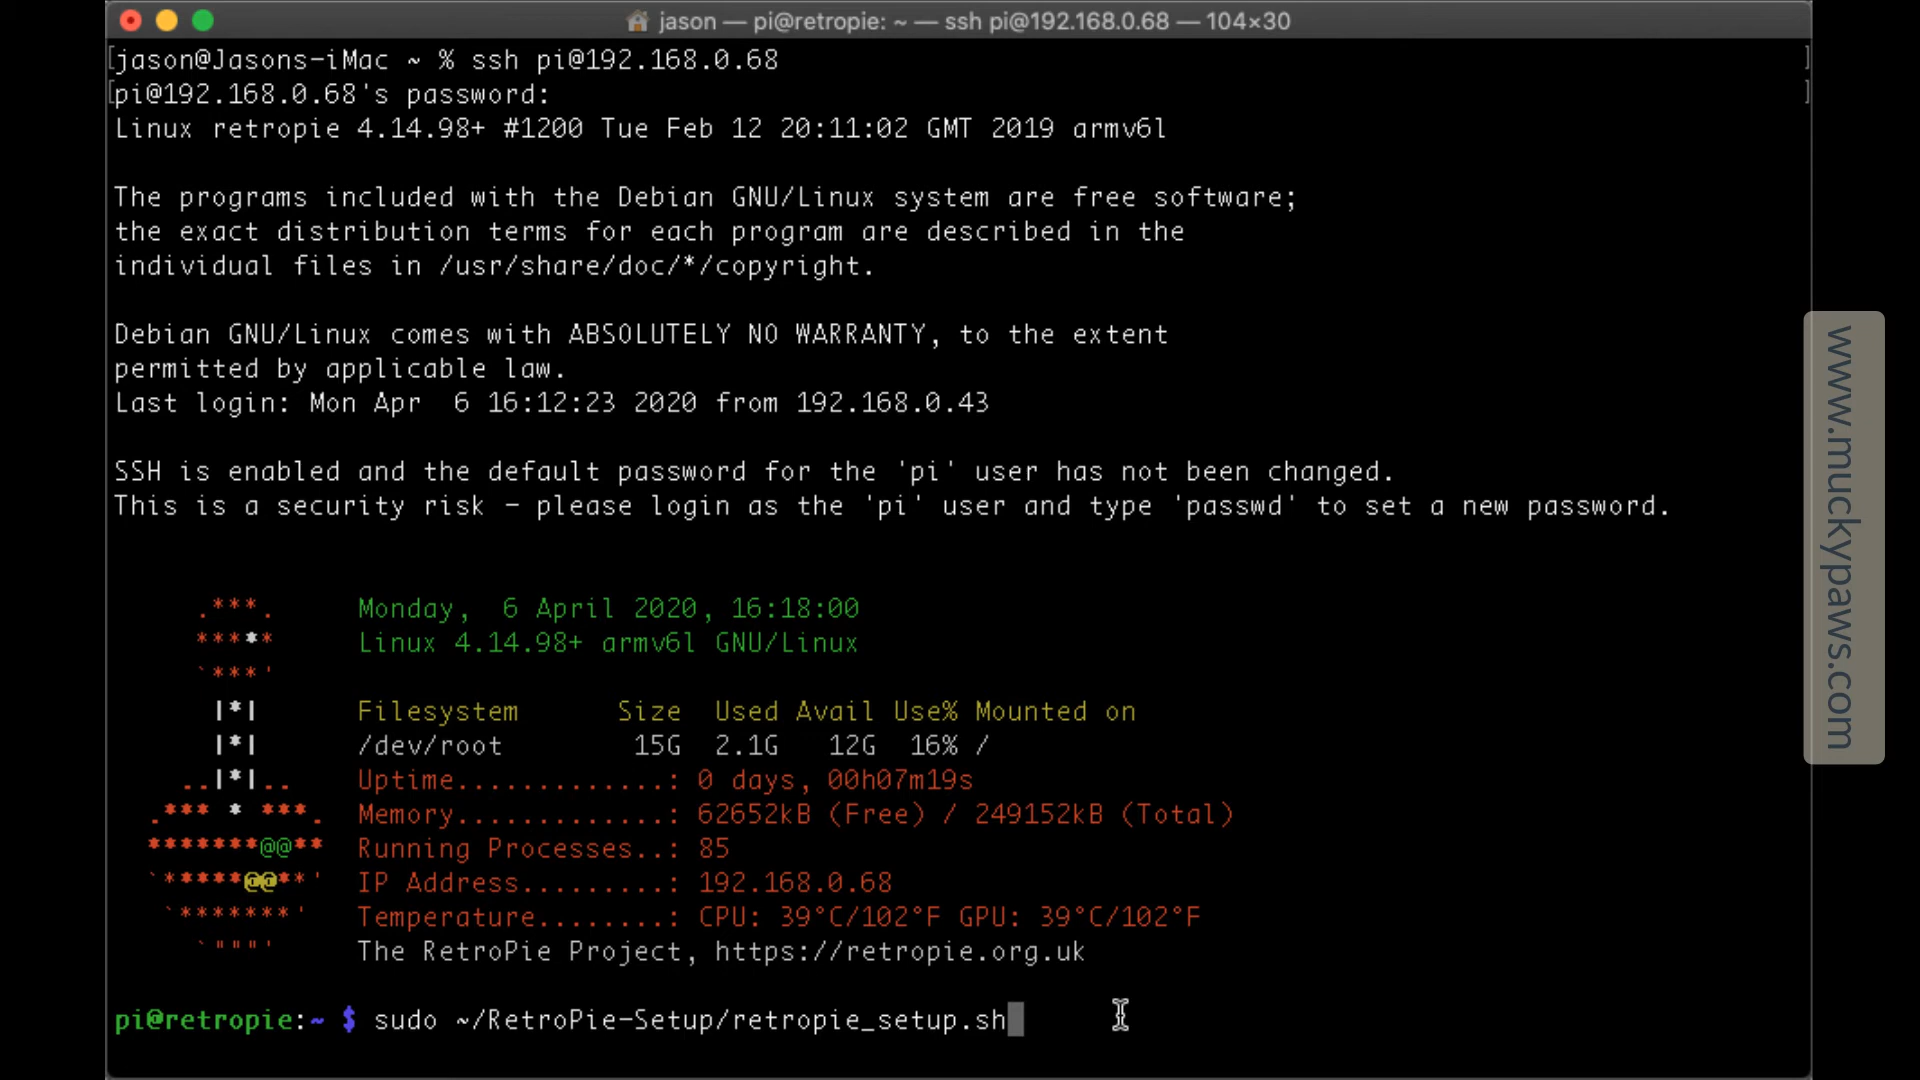 jason — pi@retropie: ~ — ssh pi@192.168.0.68 — 104×30
[jason@Jasons-iMac ~ % ssh pi@192.168.0.68 ]
[pi@192.168.0.68's password: ]
Linux retropie 4.14.98+ #1200 Tue Feb 12 20:11:02 GMT 2019 armv6l
The programs included with the Debian GNU/Linux system are free software;
the exact distribution terms for each program are described in the
individual files in /usr/share/doc/*/copyright.
Debian GNU/Linux comes with ABSOLUTELY NO WARRANTY, to the extent
permitted by applicable law.
Last login: Mon Apr  6 16:12:23 2020 from 192.168.0.43
SSH is enabled and the default password for the 'pi' user has not been changed.
This is a security risk - please login as the 'pi' user and type 'passwd' to set a new password.
.***. Monday,  6 April 2020, 16:18:00
***** Linux 4.14.98+ armv6l GNU/Linux
`***'
|*| Filesystem      Size  Used Avail Use% Mounted on
|*| /dev/root        15G  2.1G   12G  16% /
..|*|.. Uptime.............: 0 days, 00h07m19s
.*** * ***. Memory.............: 62652kB (Free) / 249152kB (Total)
*******@@** Running Processes..: 85
`*****@@**' IP Address.........: 192.168.0.68
`*******' Temperature........: CPU: 39°C/102°F GPU: 39°C/102°F
`"""' The RetroPie Project, https://retropie.org.uk
pi@retropie:~ $ sudo ~/RetroPie-Setup/retropie_setup.sh
www.muckypaws.com